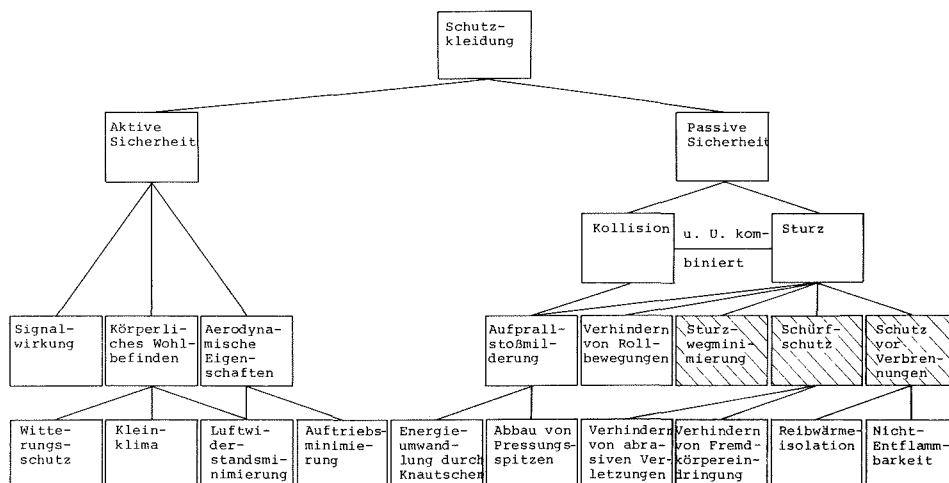 Schutz-
kleidung
Aktive
Sicherheit
Passive
Sicherheit
Kollision
u. U. kom-
biniert
Sturz
Signal-
wirkung
Körperli-
ches Wohl-
befinden
Aerodyna-
mische
Eigen-
schaften
Aufprall-
stoßmil-
derung
Verhindern
von Roll-
bewegungen
Sturz-
wegmini-
mierung
Schürf-
schutz
Schutz
vor
Verbren-
nungen
Witte-
rungs-
schutz
Klein-
klima
Luftwi-
der-
standsmi-
nimierung
Auftriebs-
minimie-
rung
Energie-
umwand-
lung durch
Knautschen
Abbau von
Pressungs-
spitzen
Verhindern
von abra-
siven Ver-
letzungen
Verhindern
von Fremd-
körperein-
dringung
Reibwärme-
isolation
Nicht-
Entflamm-
barkeit